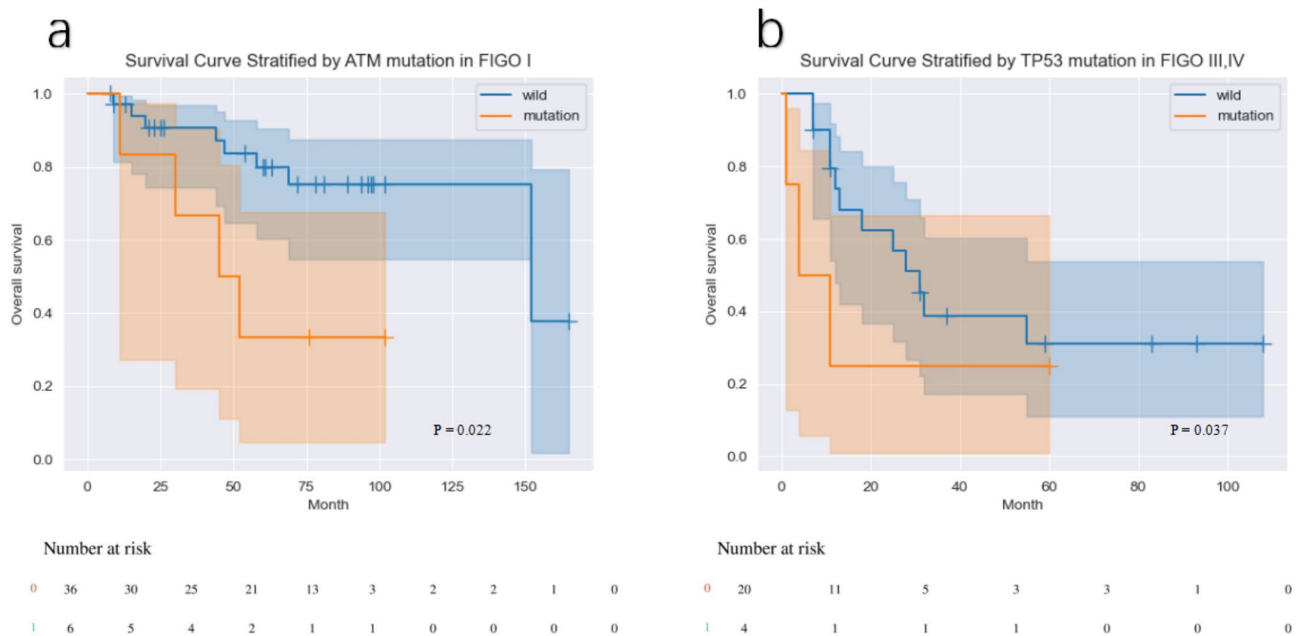 a
Survival Curve Stratified by ATM mutation in FIGO I
wild
mutation
1.0
0.8
0.6
0.4
0.2
0.0
Overall survival
P = 0.022
0 25 50 75 100 125 150
Month
Number at risk
0 36 30 25 21 13 3 2 2 1 0
1 6 5 4 2 1 1 0 0 0 0
b
Survival Curve Stratified by TP53 mutation in FIGO III,IV
wild
mutation
1.0
0.8
0.6
0.4
0.2
0.0
Overall survival
P = 0.037
0 20 40 60 80 100
Month
Number at risk
0 20 11 5 3 3 1 0
1 4 1 1 1 0 0 0